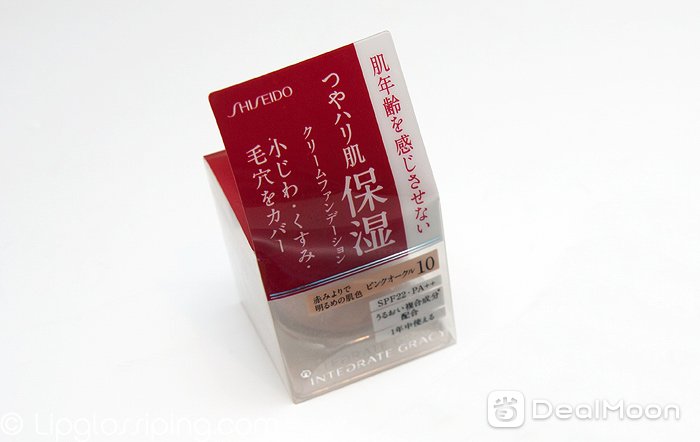 肌年齢を感じさせない
SHISEIDO
つやハリ肌
保湿
クリームファンデーション
小じわ・くすみ・
毛穴をカバー
赤みよりで
明るめの肌色
ピンクオークル 10
SPF22・PA++
うるおい複合成分*
配合
1年中使える
INTEGRATE GRACY
© Lipglossiping.com
DealMoon